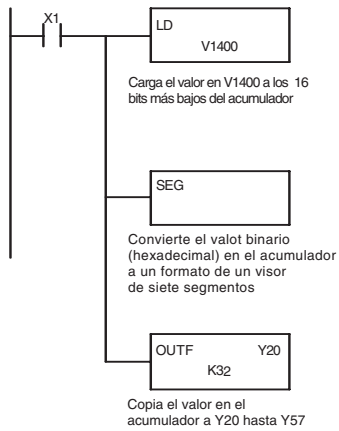 X1
LD
V1400
Carga el valor en V1400 a los 16
bits más bajos del acumulador
SEG
Convierte el valot binario
(hexadecimal) en el acumulador
a un formato de un visor
de siete segmentos
OUTF Y20
K32
Copia el valor en el
acumulador a Y20 hasta Y57